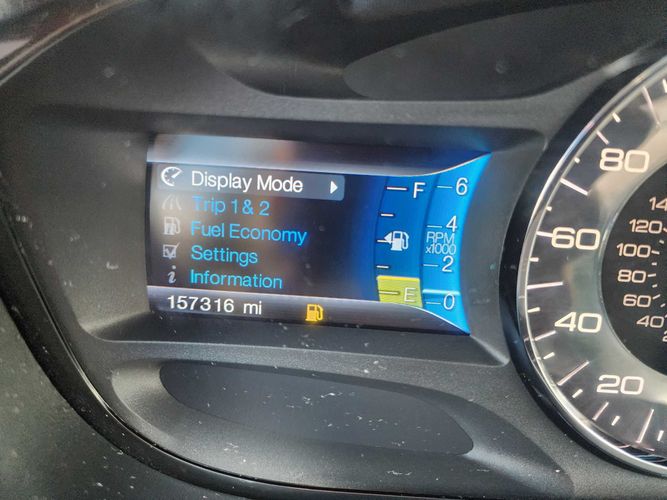 Display Mode
Trip 1 & 2
Fuel Economy
Settings
i Information
157316 mi
F
E
6
4
RPM
x1000
2
0
80
60
40
20
120
100
80
60
40